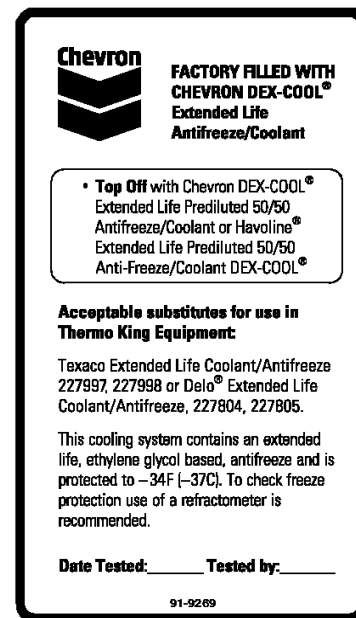 Chevron
FACTORY FILLED WITH
CHEVRON DEX-COOL®
Extended Life
Antifreeze/Coolant
• Top Off with Chevron DEX-COOL®
Extended Life Prediluted 50/50
Antifreeze/Coolant or Havoline®
Extended Life Prediluted 50/50
Anti-Freeze/Coolant DEX-COOL®
Acceptable substitutes for use in
Thermo King Equipment:
Texaco Extended Life Coolant/Antifreeze
227997, 227998 or Delo® Extended Life
Coolant/Antifreeze, 227804, 227805.
This cooling system contains an extended
life, ethylene glycol based, antifreeze and is
protected to –34F (–37C). To check freeze
protection use of a refractometer is
recommended.
Date Tested:_______ Tested by:_______
91-9269